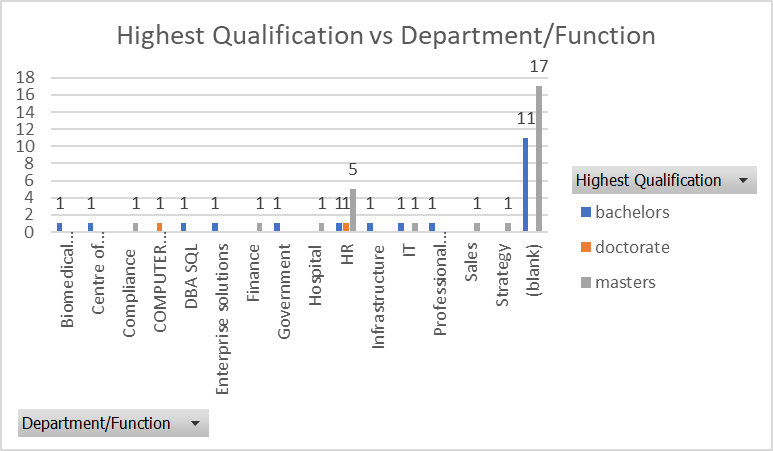 Highest Qualification vs Department/Function
18
16
14
12
10
8
6
4
2
0
1 1 1 1 1 1 1 1 1 1 1 5 1 1 1 1 1 1 11 17
Biomedical...
Centre of...
Compliance
COMPUTER...
DBA SQL
Enterprise solutions
Finance
Government
Hospital
HR
Infrastructure
IT
Professional...
Sales
Strategy
(blank)
Highest Qualification
bachelors
doctorate
masters
Department/Function